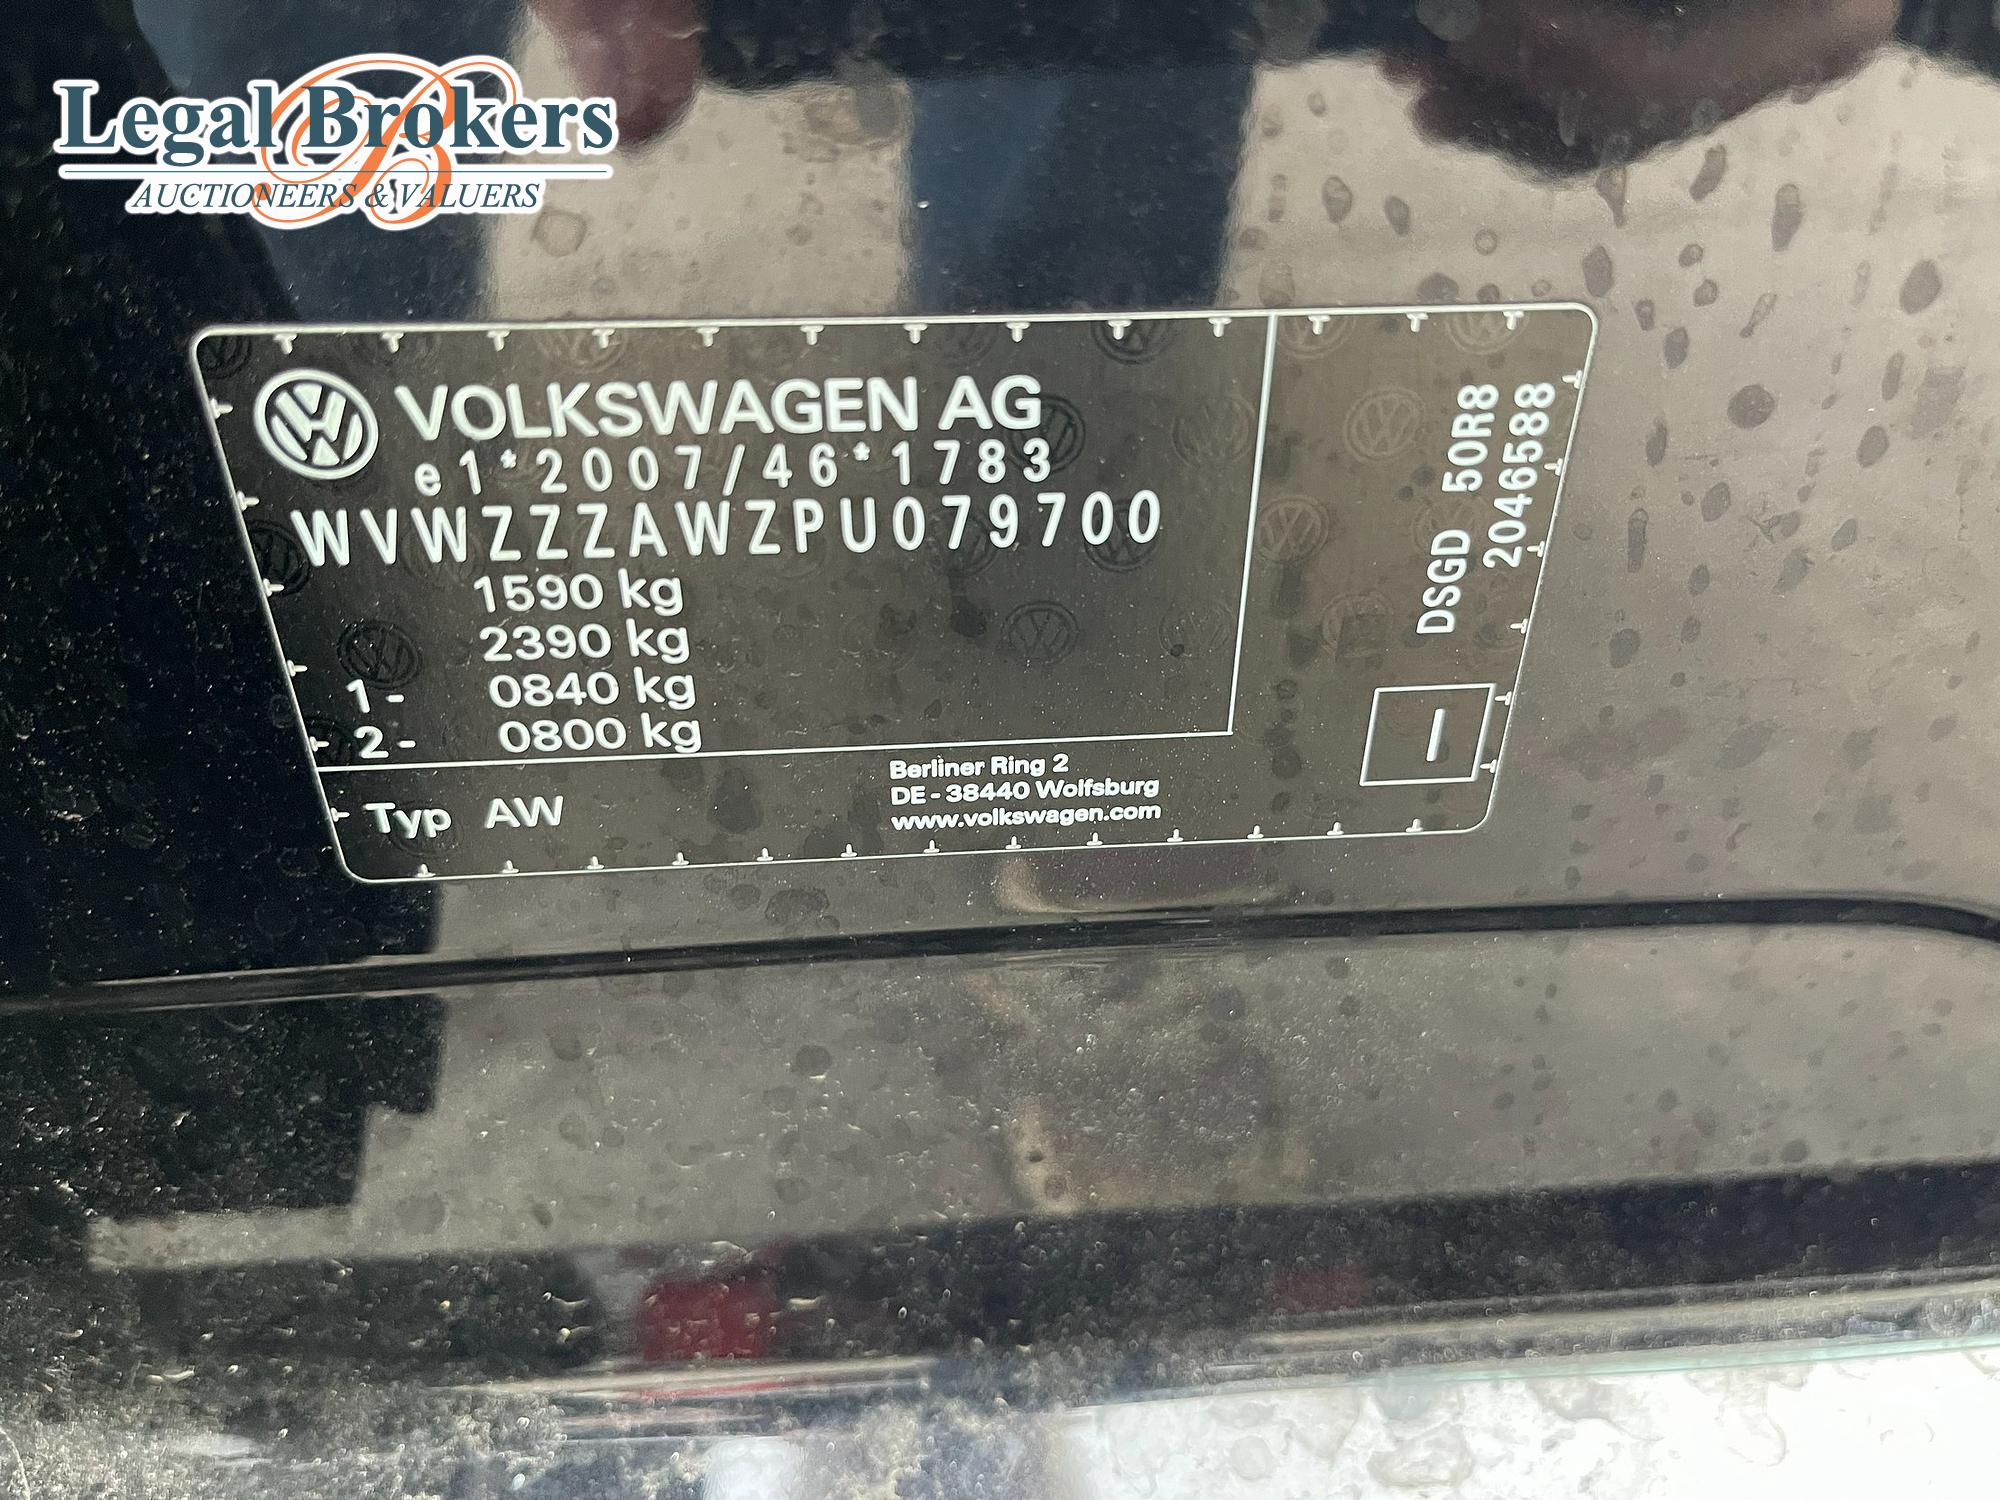 Legal Brokers
AUCTIONEERS & VALUERS
VOLKSWAGEN AG
e1*2007/46*1783
WVWZZZAWZPU079700
1590 kg
2390 kg
1- 0840 kg
2- 0800 kg
Typ AW
Berliner Ring 2
DE - 38440 Wolfsburg
www.volkswagen.com
DSGD 50R8
2046588
I